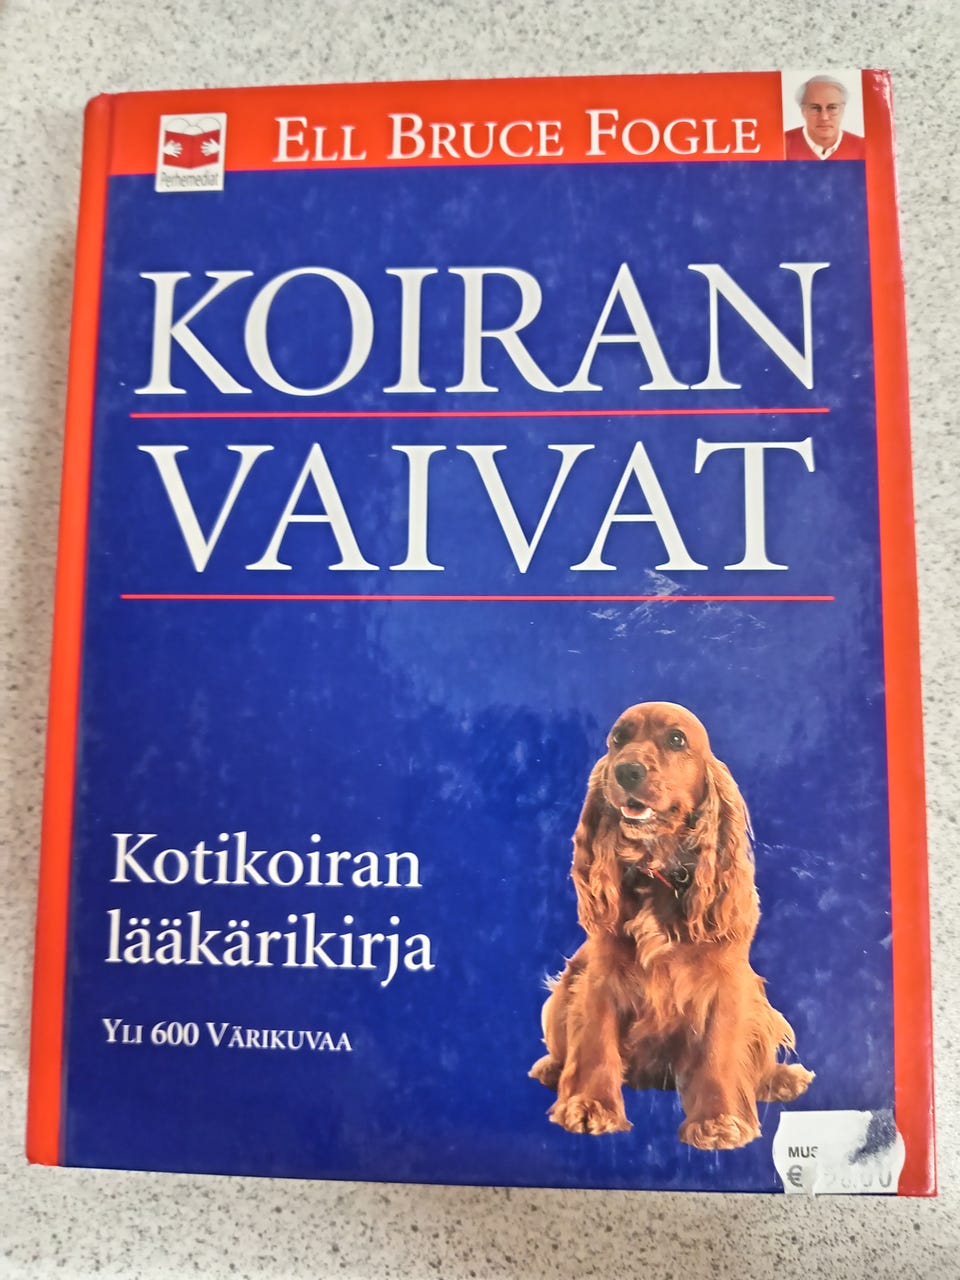 Perhemediat
ELL BRUCE FOGLE
KOIRAN
VAIVAT
Kotikoiran
lääkärikirja
YLI 600 VÄRIKUVAA
€